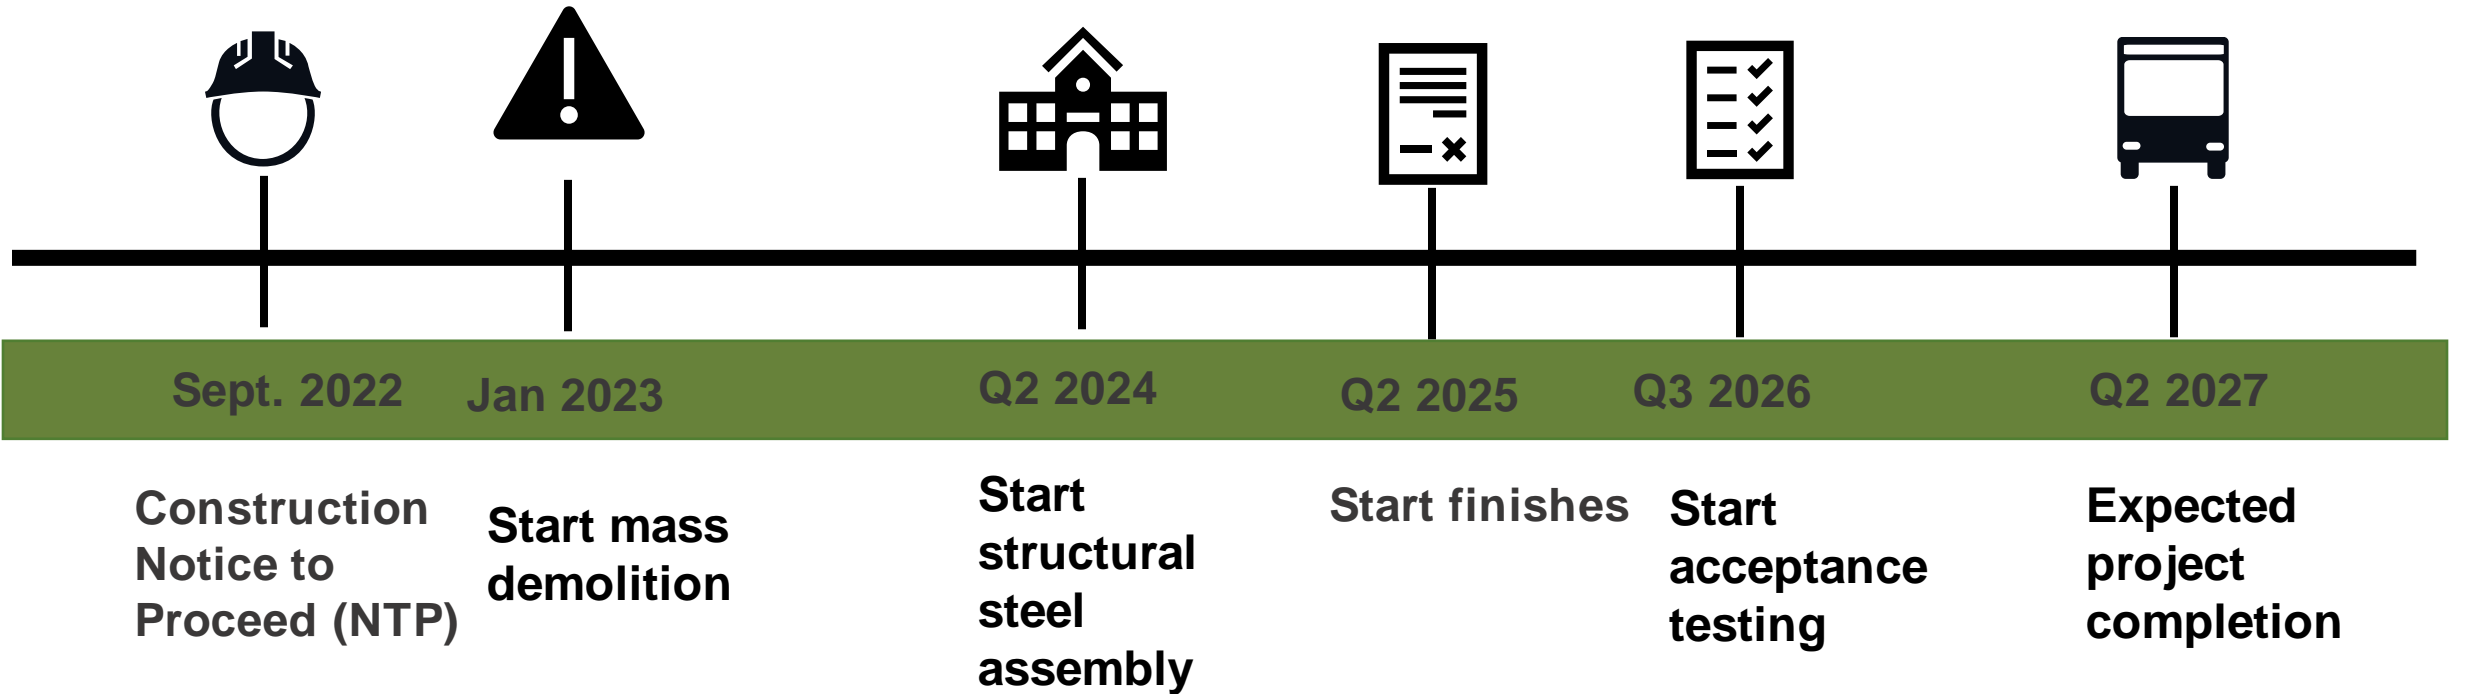 Sept. 2022
Jan 2023
Q2 2024
Q2 2025
Q3 2026
Q2 2027
Construction
Notice to
Proceed (NTP)
Start mass
demolition
Start
structural
steel
assembly
Start finishes
Start
acceptance
testing
Expected
project
completion